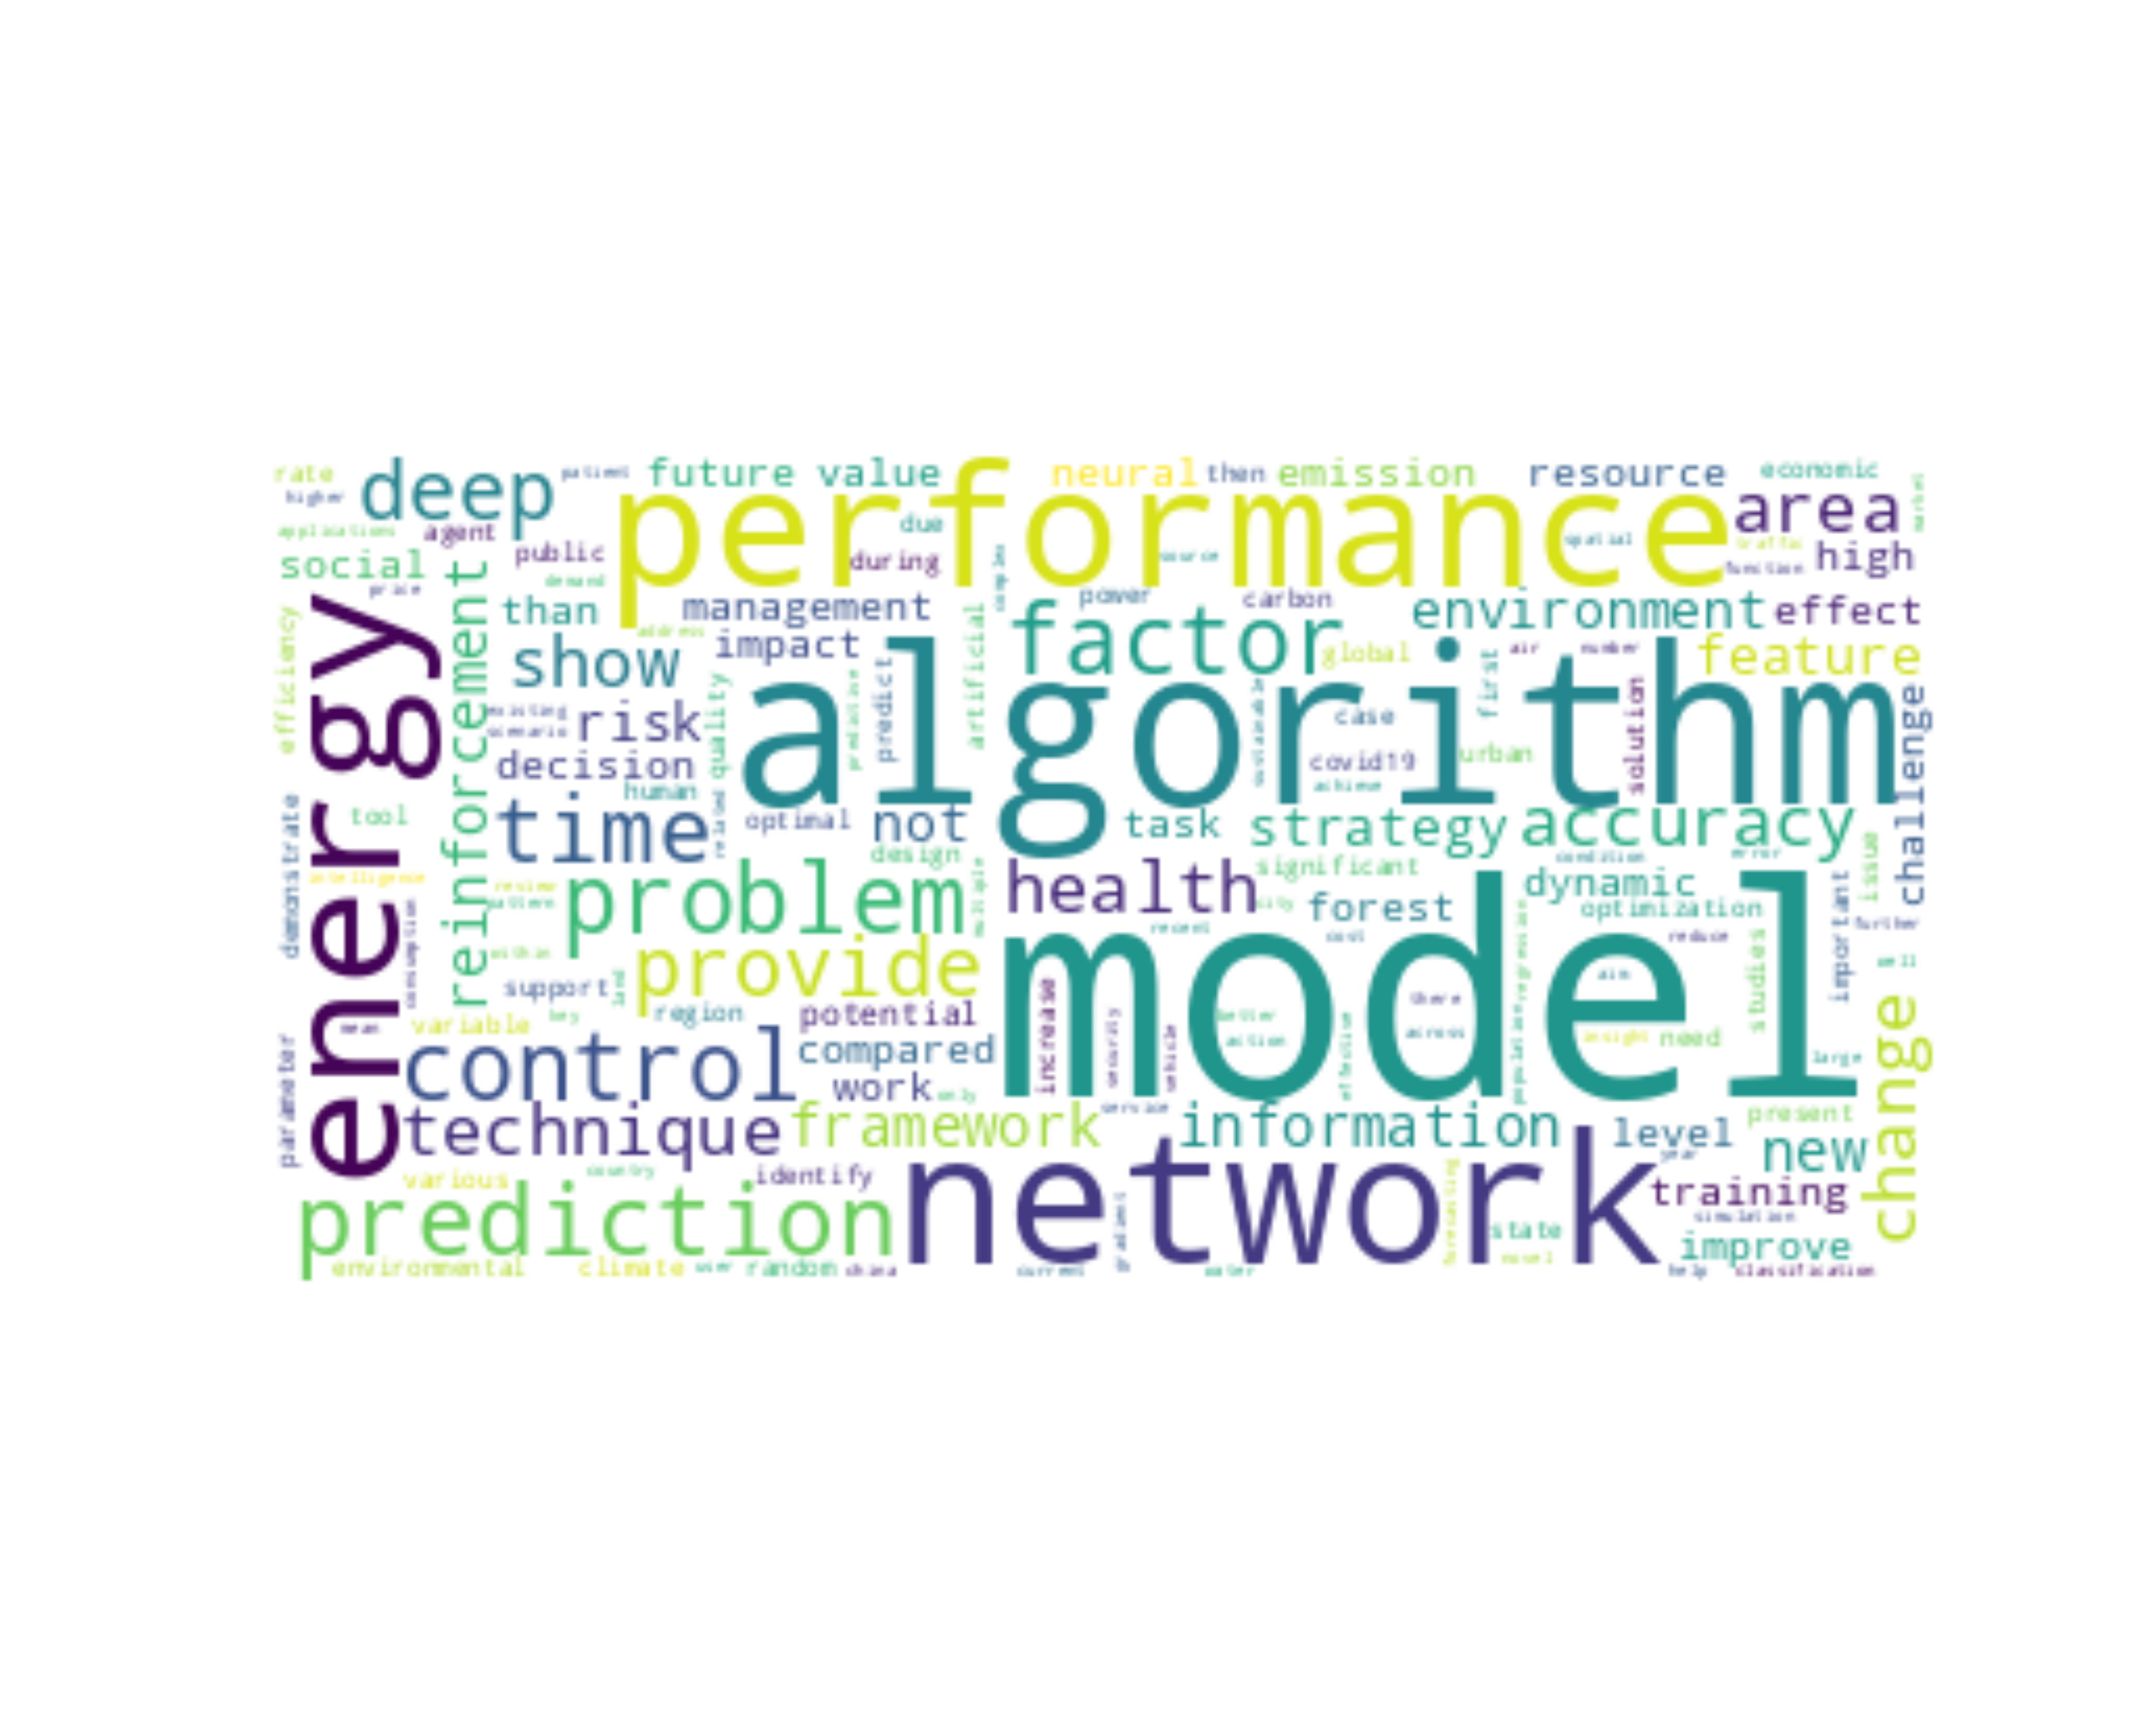 rate
deep
patient
future value
neural
then
emission
resource
economic
higher
performance
area
market
applications
agent
due
public
during
source
spatial
traffic
high
social
demand
complex
function
price
reinforcement
than
management
power
carbon
environment
effect
efficiency
energy
address
impact
factor
artificial
show
algorithm
global
air
number
feature
first
predictive
predict
quality
existing
scenario
risk
sustainable
case
solution
challenge
decision
covid19
urban
human
achieve
demonstrate
tool
time
related
optimal
not
task
strategy
accuracy
design
condition
error
issue
intelligence
review
pattern
problem
multiple
health
significant
dynamic
city
forest
optimization
important
consumption
recent
cost
reduce
further
within
provide
model
regression
studies
well
support
land
aim
region
potential
increase
there
mean
variable
key
security
vehicle
better
action
effective
across
population
insight
need
large
change
parameter
control
compared
work
only
technique
framework
service
information
level
present
new
year
various
country
identify
network
training
prediction
gradient
forecasting
state
simulation
improve
novel
environmental
climate
user
random
china
current
water
help
classification